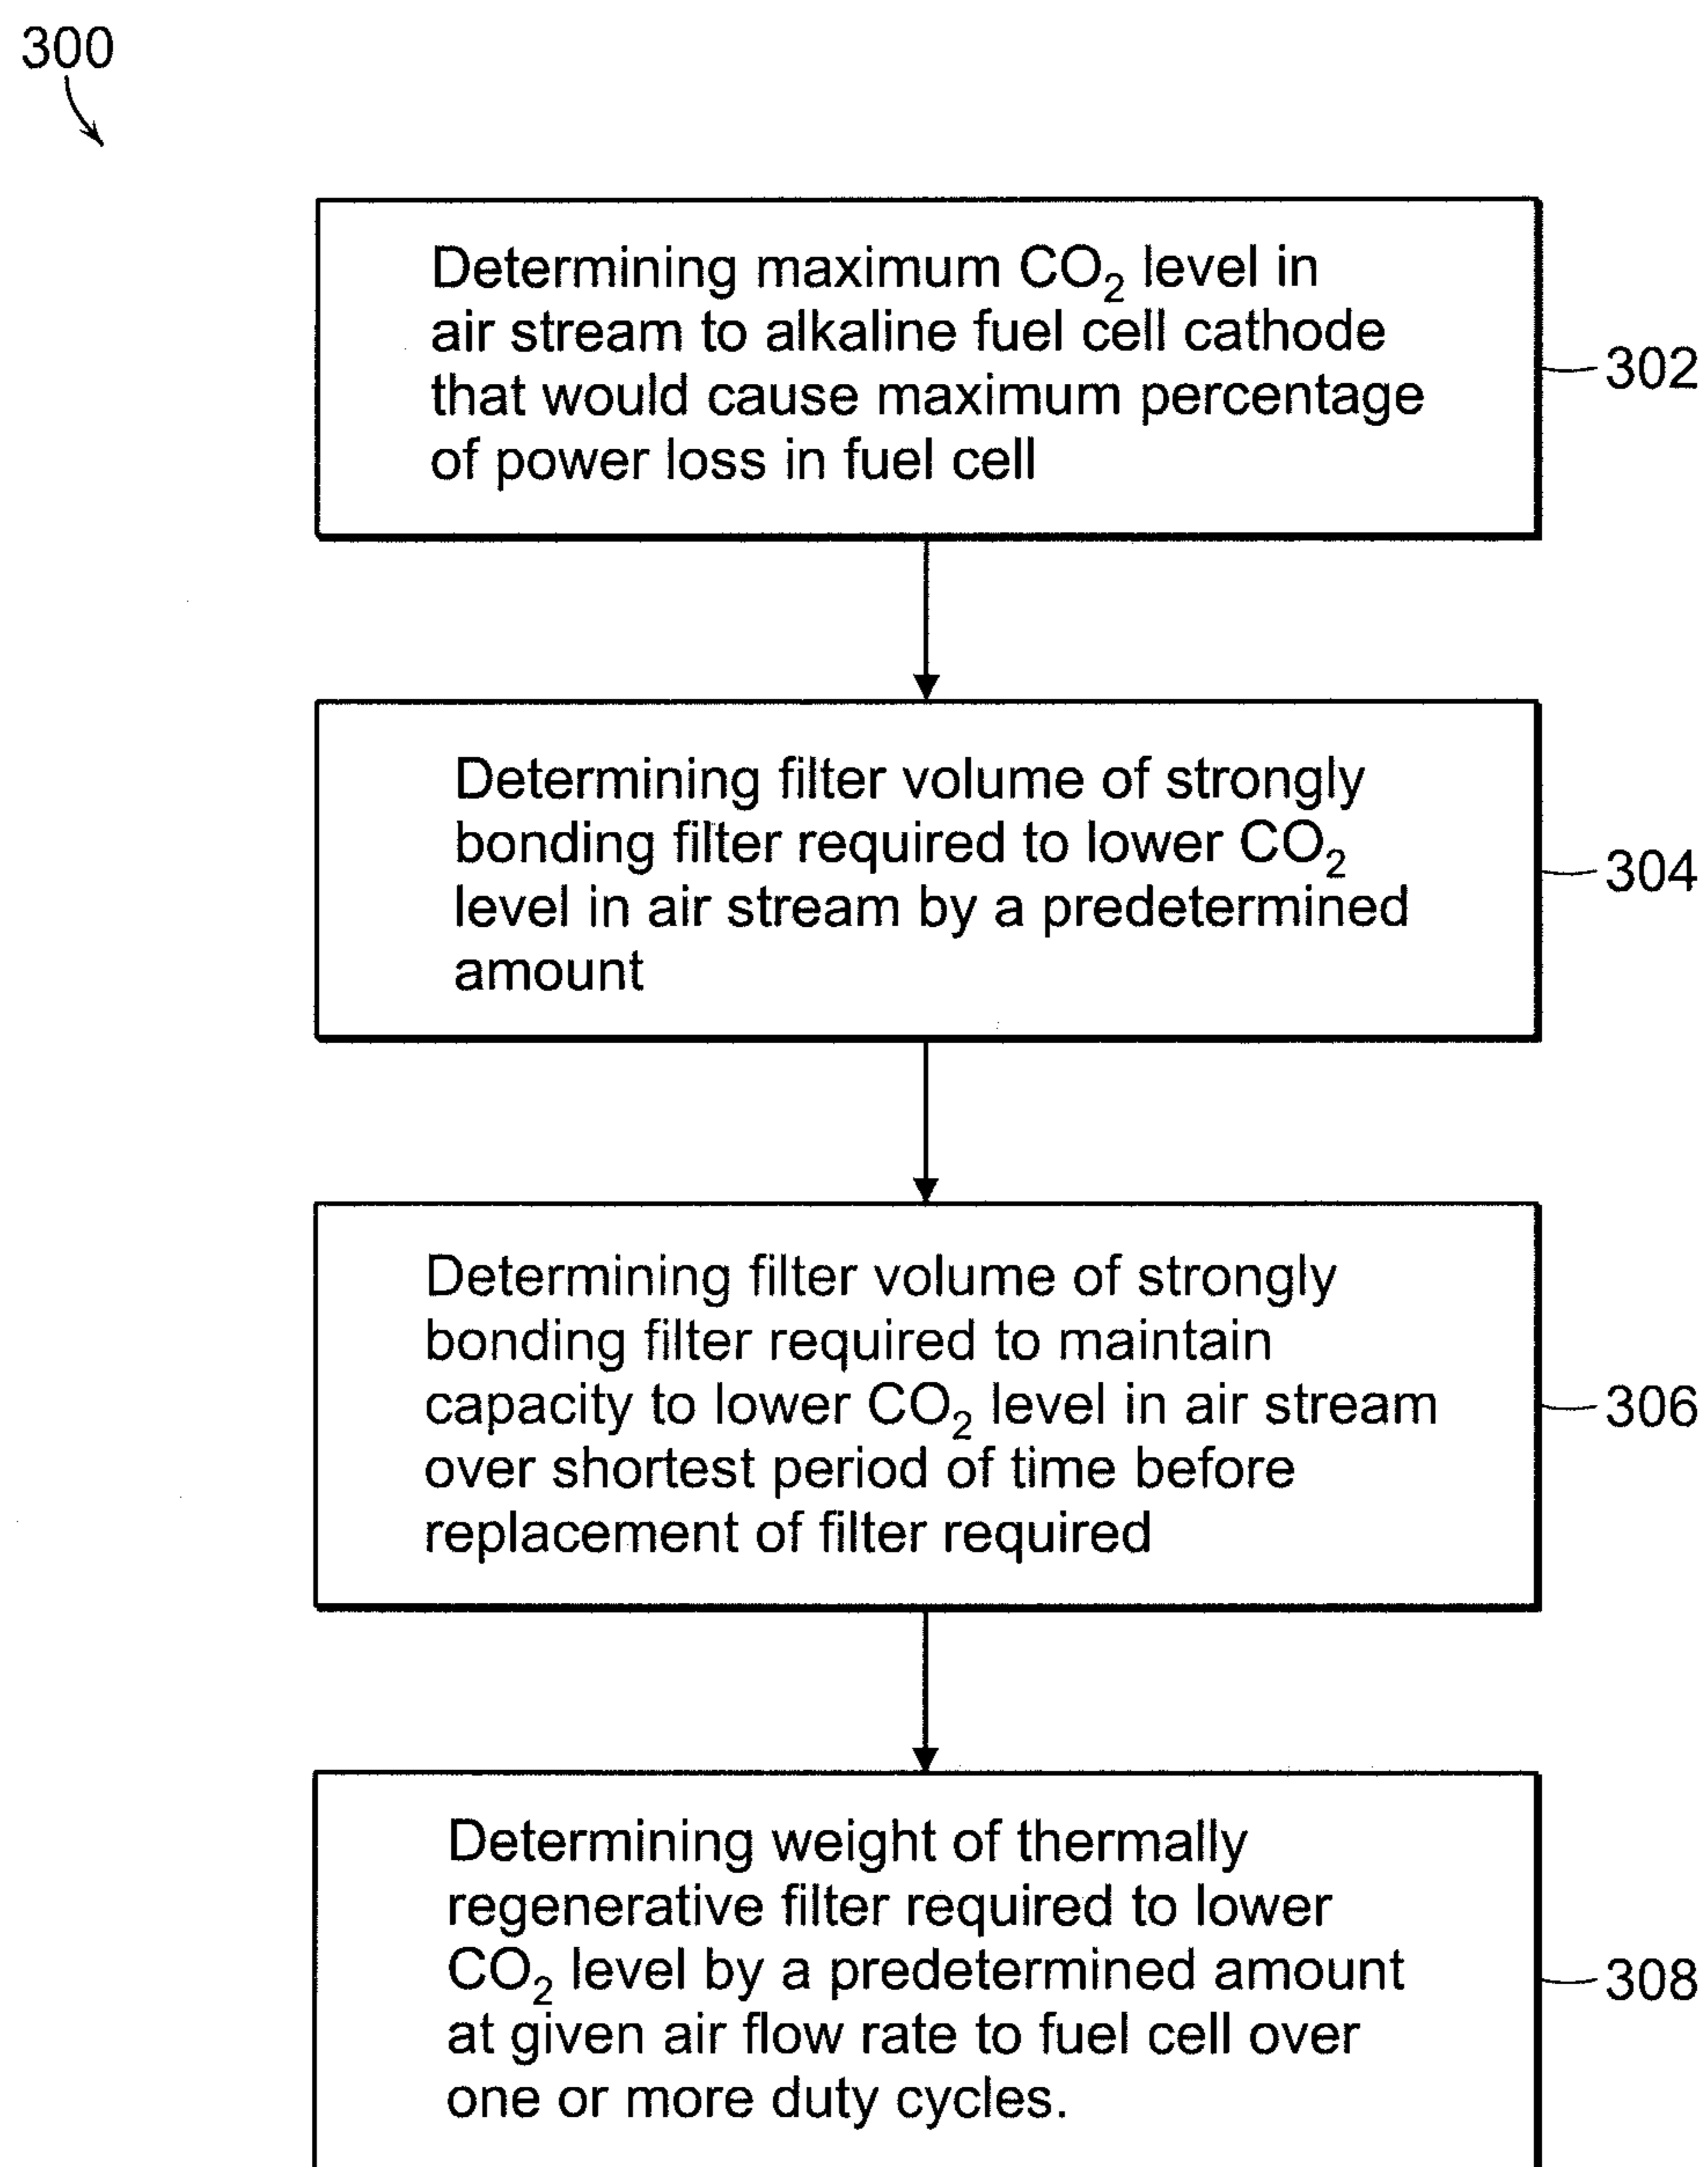 300
Determining maximum CO₂ level in
air stream to alkaline fuel cell cathode
that would cause maximum percentage
of power loss in fuel cell
302
Determining filter volume of strongly
bonding filter required to lower CO₂
level in air stream by a predetermined
amount
304
Determining filter volume of strongly
bonding filter required to maintain
capacity to lower CO₂ level in air stream
over shortest period of time before
replacement of filter required
306
Determining weight of thermally
regenerative filter required to lower
CO₂ level by a predetermined amount
at given air flow rate to fuel cell over
one or more duty cycles.
308